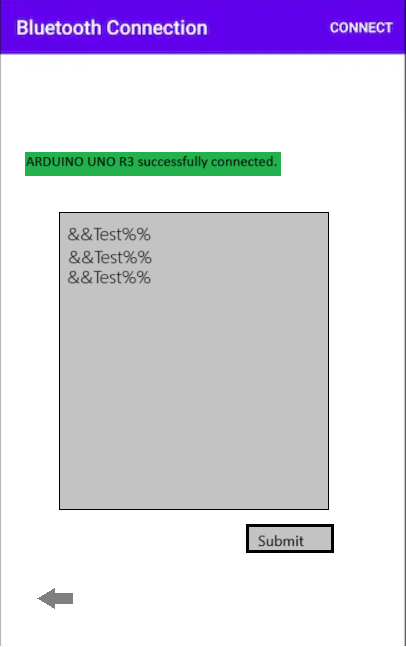 Bluetooth Connection CONNECT
ARDUINO UNO R3 successfully connected.
&&Test%%
&&Test%%
&&Test%%
Submit